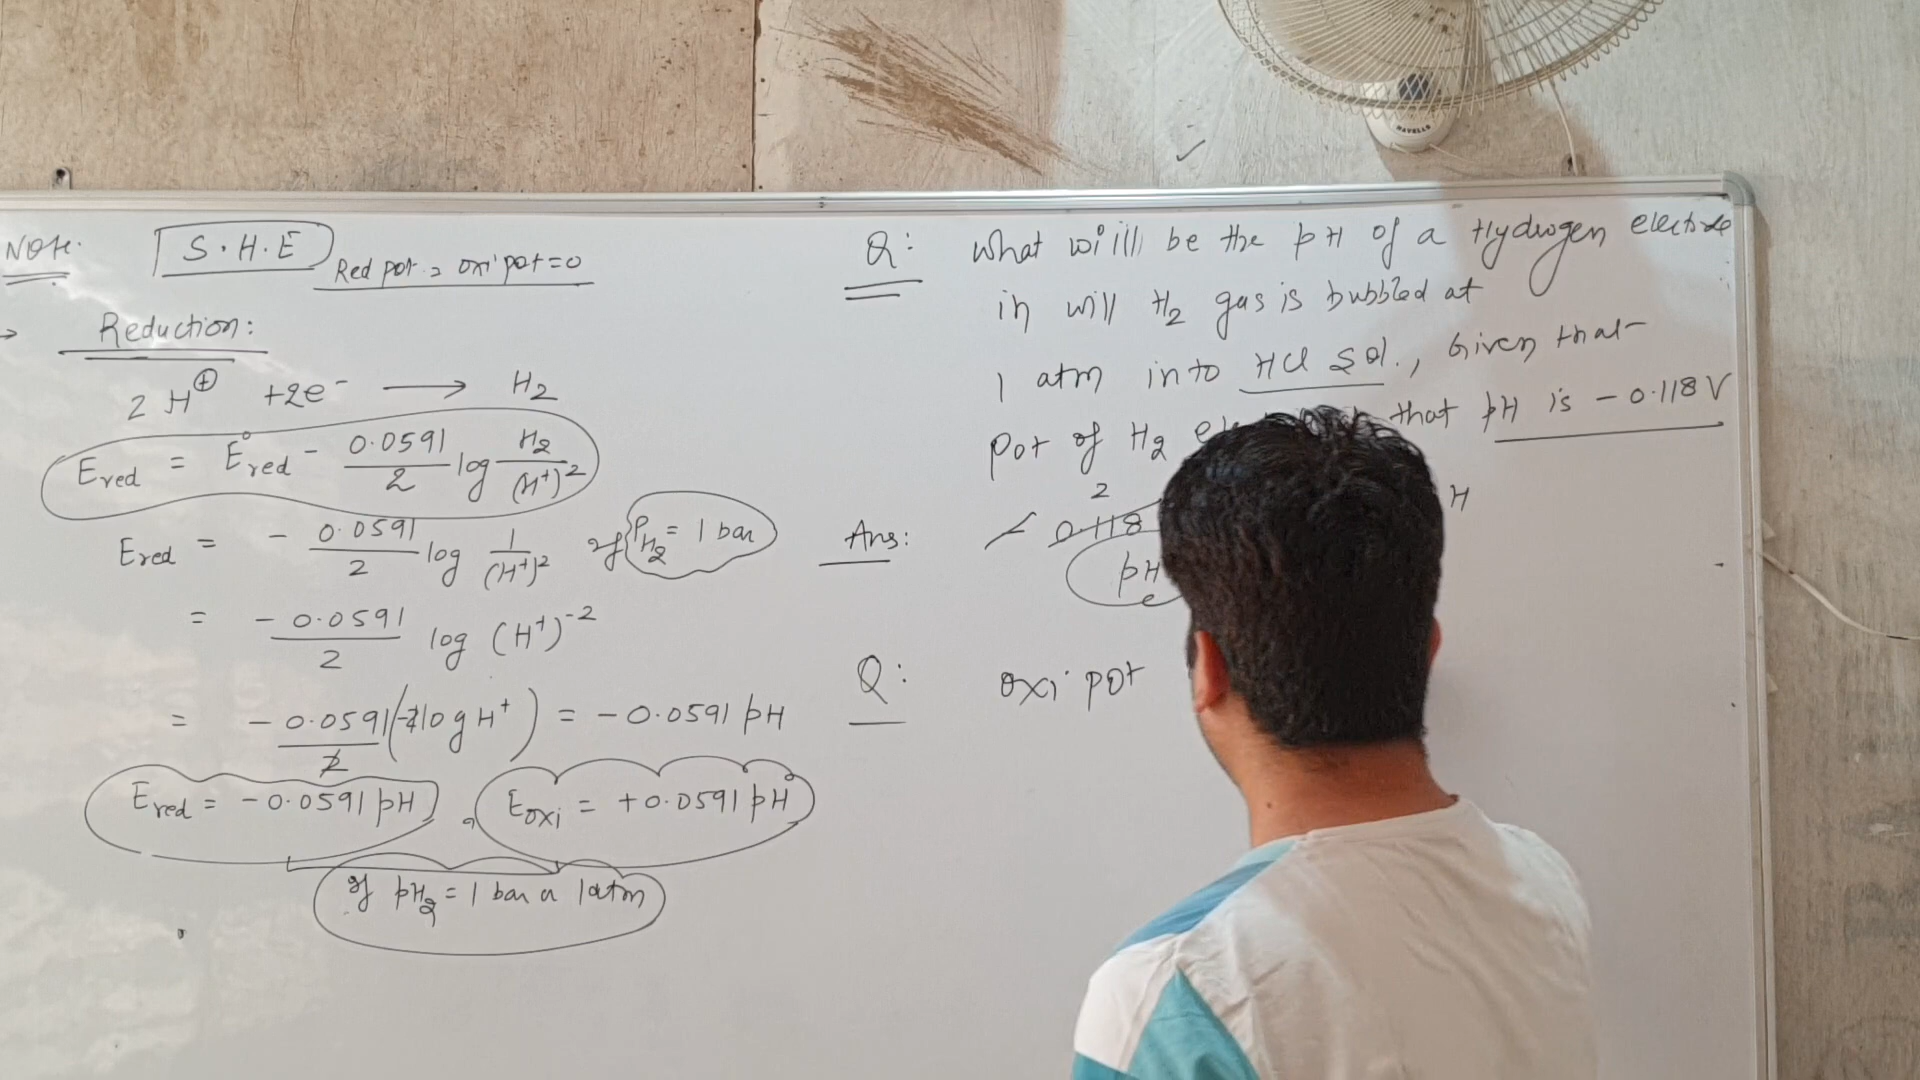 Note:
S.H.E
Red pot = oxi pot = 0
→ Reduction:
2 H⊕ + 2e⁻ ⟶ H₂
E_red = E°_red - 0.0591/2 log H₂/(H⁺)²
E_red = - 0.0591/2 log 1/(H⁺)² if P_H₂ = 1 bar
= - 0.0591/2 log (H⁺)⁻²
= - 0.0591/2 (-2 log H⁺) = - 0.0591 pH
E_red = - 0.0591 pH, E_oxi = + 0.0591 pH
if pH₂ = 1 bar or 1 atm
Q: What willl be the pH of a Hydrogen electrode
in will H₂ gas is bubbled at
1 atm into HCl Sol., Given that
pot of H₂ that pH is - 0.118 V
Ans: 2
- 0.118 H
pH
Q: oxi pot
HAVELLS